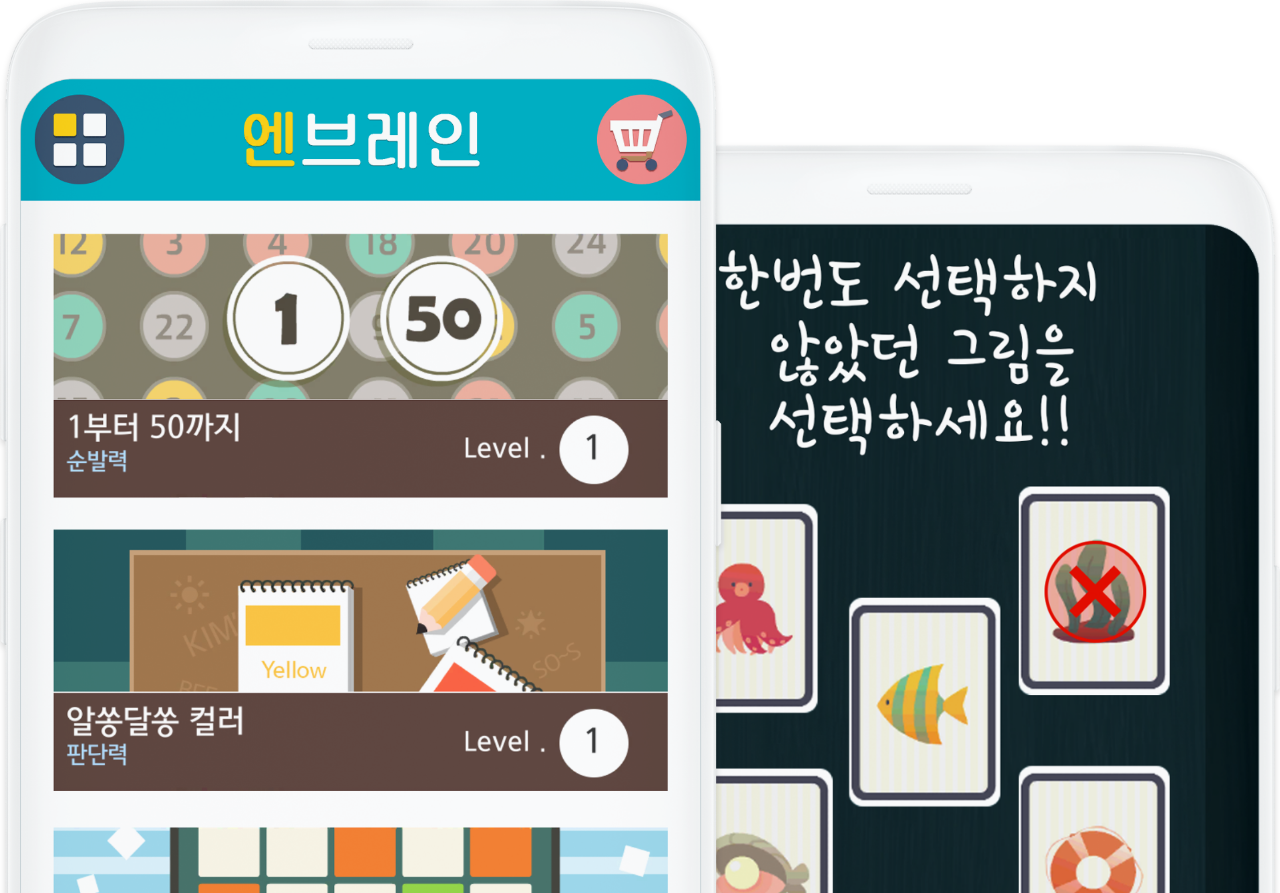 엔브레인
12 3 4 18 20 24
1 50
7 22 5
1부터 50까지
순발력
Level . 1
KIM
SO-S
Yellow
알쏭달쏭 컬러
판단력
Level . 1
한번도 선택하지
않았던 그림을
선택하세요!!